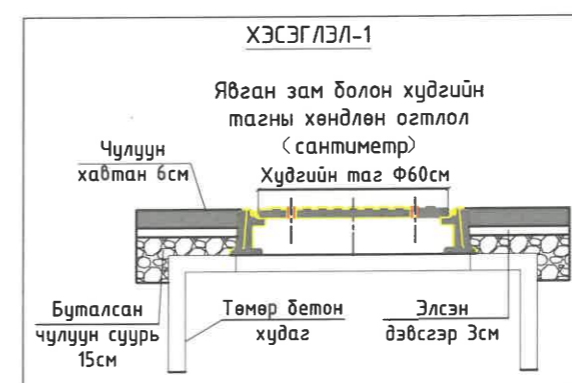 ХЭСЭГЛЭЛ-1
Явган зам болон худгийн
тагны хөндлөн огтлол
(сантиметр)
Чулуун
хавтан 6см
Худгийн таг Ф60см
Буталсан
чулуун суурь
15см
Төмөр бетон
худаг
Элсэн
дэвсгэр 3см